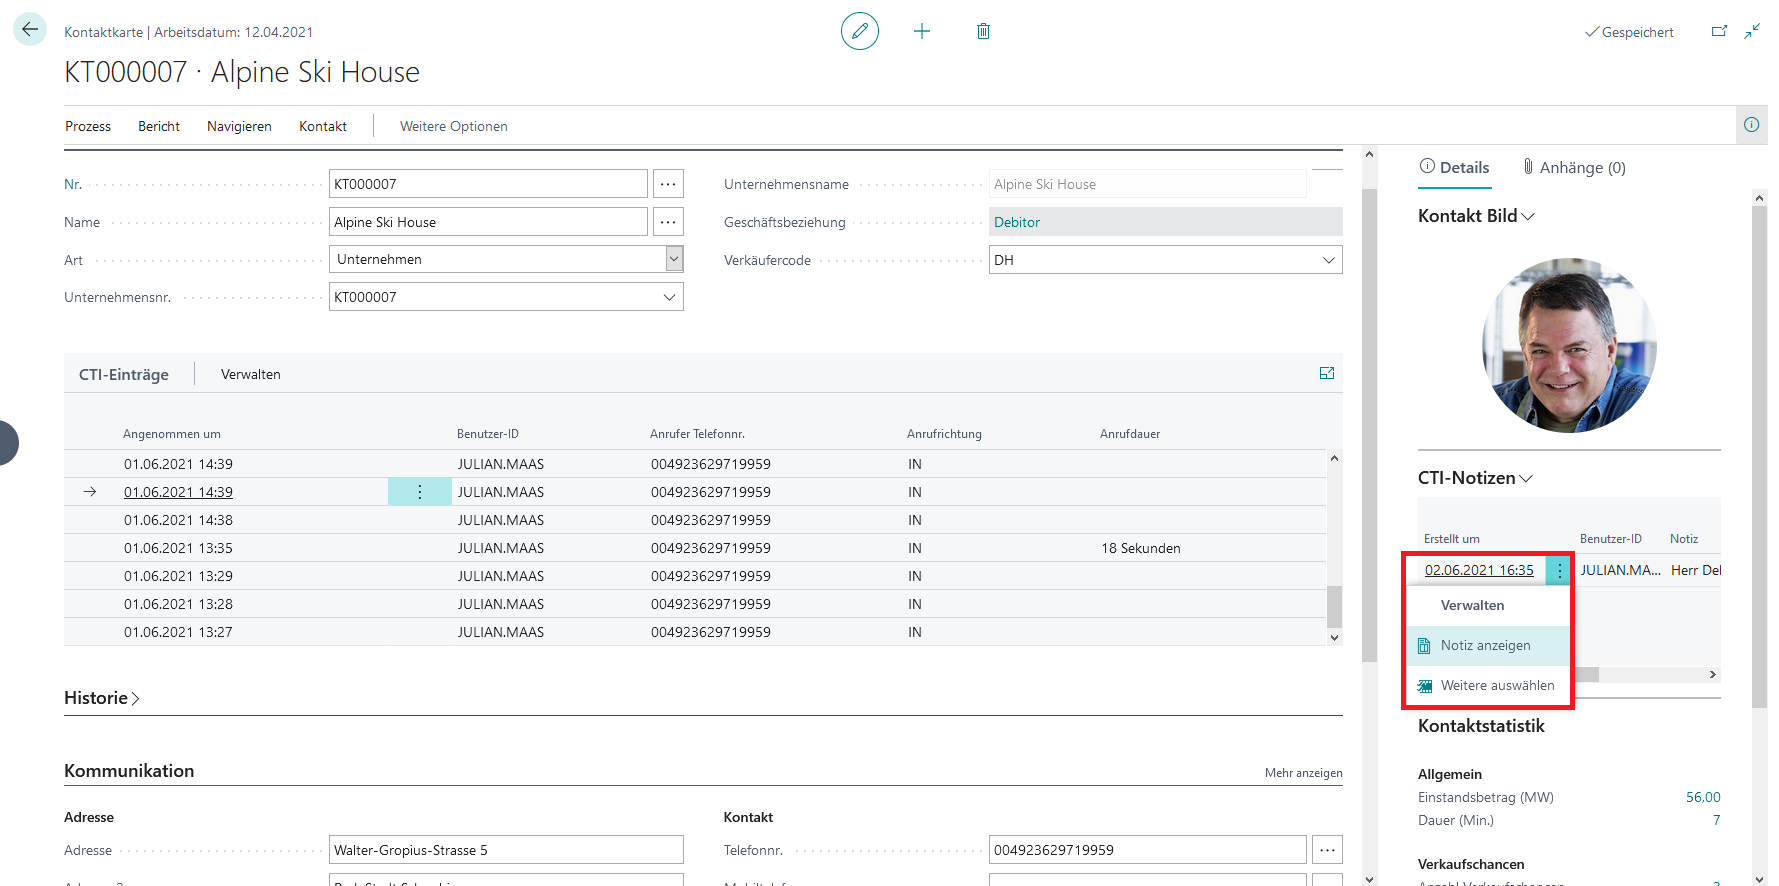 Kontaktkarte | Arbeitsdatum: 12.04.2021
Gespeichert
KT000007 · Alpine Ski House
Prozess Bericht Navigieren Kontakt Weitere Optionen
Nr. KT000007
Name Alpine Ski House
Art Unternehmen
Unternehmensnr. KT000007
Unternehmensname Alpine Ski House
Geschäftsbeziehung Debitor
Verkäufercode DH
CTI-Einträge Verwalten
Angenommen um Benutzer-ID Anrufer Telefonnr. Anrufrichtung Anrufdauer
01.06.2021 14:39 JULIAN.MAAS 004923629719959 IN
01.06.2021 14:39 JULIAN.MAAS 004923629719959 IN
01.06.2021 14:38 JULIAN.MAAS 004923629719959 IN
01.06.2021 13:35 JULIAN.MAAS 004923629719959 IN 18 Sekunden
01.06.2021 13:29 JULIAN.MAAS 004923629719959 IN
01.06.2021 13:28 JULIAN.MAAS 004923629719959 IN
01.06.2021 13:27 JULIAN.MAAS 004923629719959 IN
Historie
Kommunikation Mehr anzeigen
Adresse
Adresse Walter-Gropius-Strasse 5
Kontakt
Telefonnr. 004923629719959
Details Anhänge (0)
Kontakt Bild
CTI-Notizen
Erstellt um Benutzer-ID Notiz
02.06.2021 16:35 JULIAN.MA... Herr Del
Verwalten
Notiz anzeigen
Weitere auswählen
Kontaktstatistik
Allgemein
Einstandsbetrag (MW) 56,00
Dauer (Min.) 7
Verkaufschancen